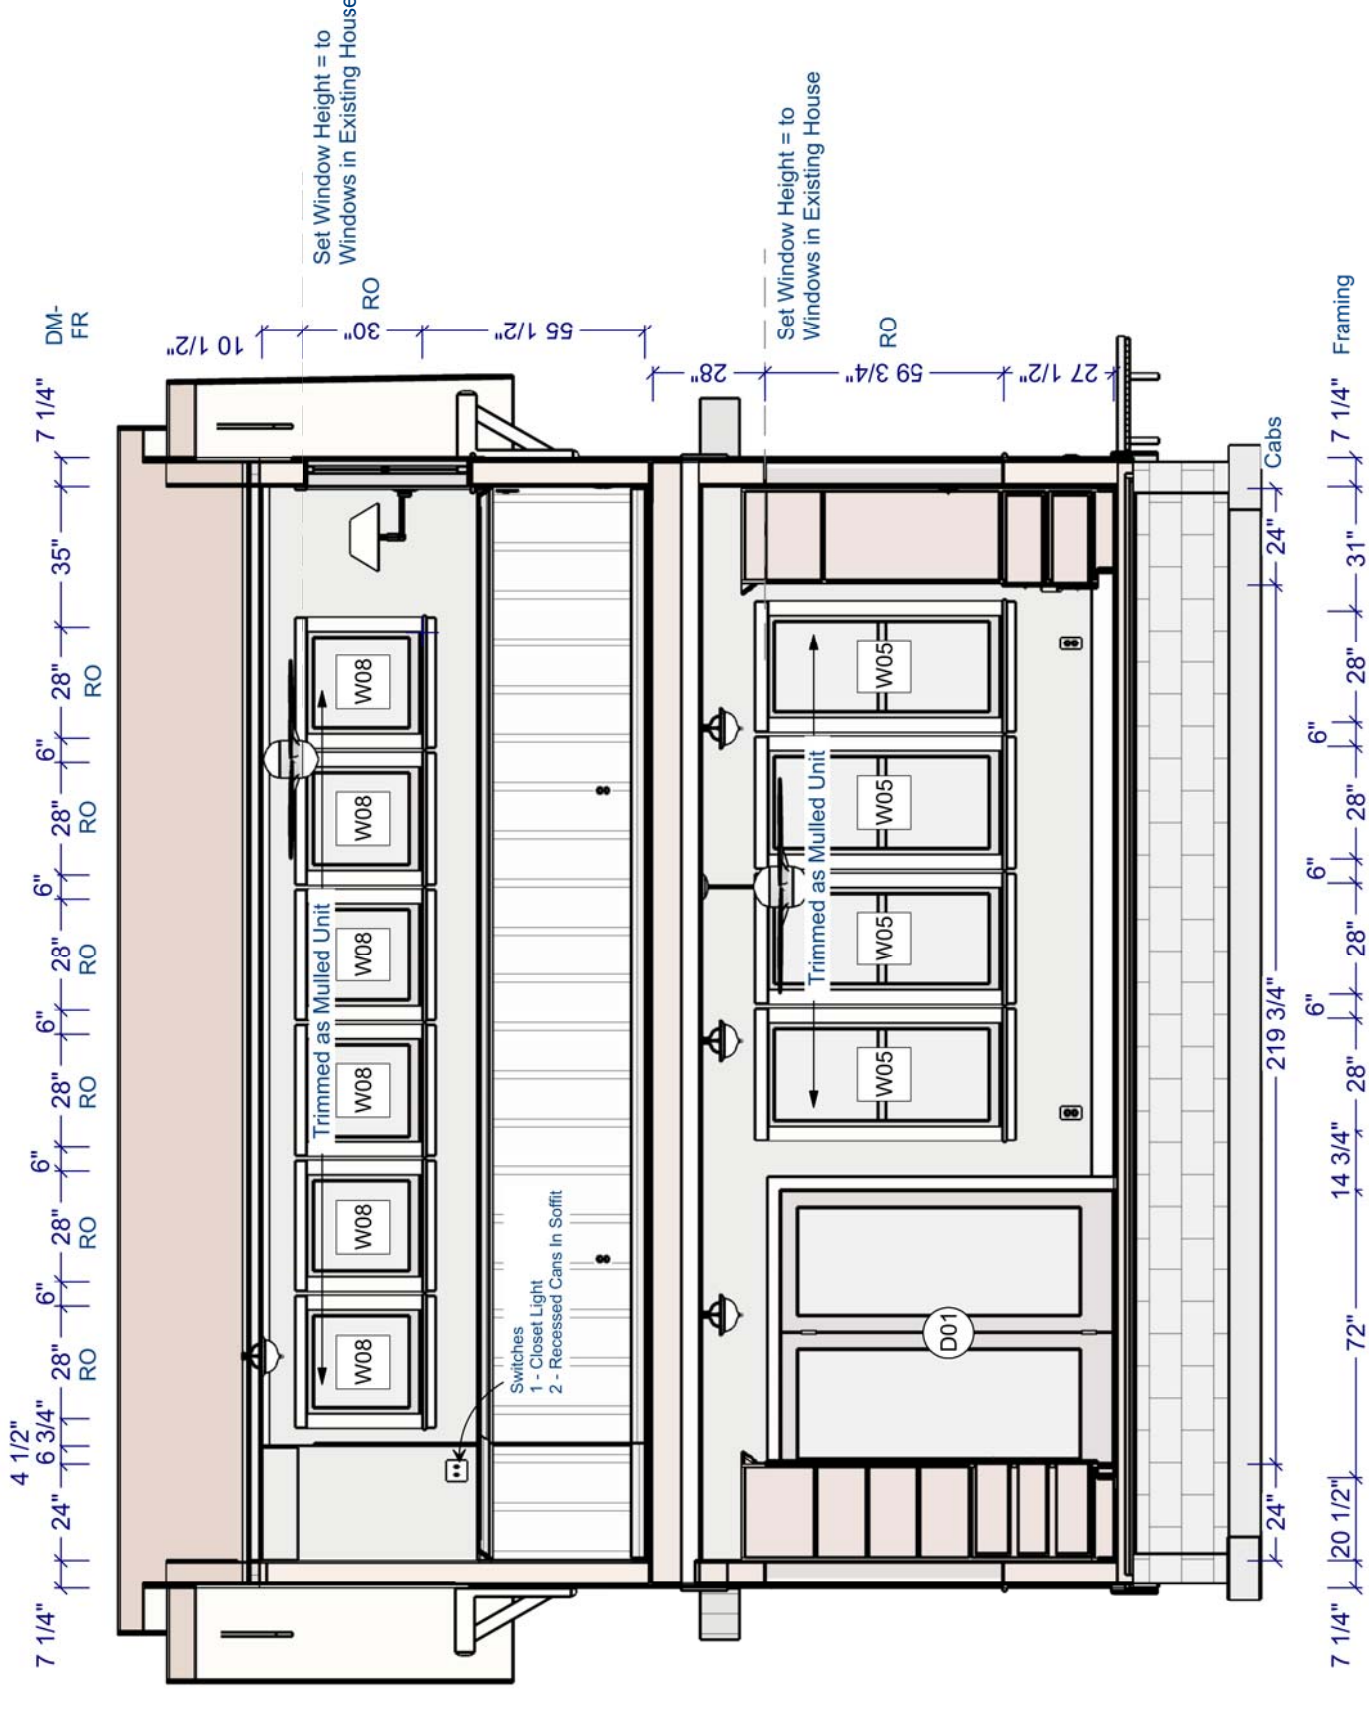 4 1/2"
7 1/4" 24" 6 3/4" 28" 6" 28" 6" 28" 6" 28" 6" 28" 6" 28" 35" 7 1/4" DM-
FR
RO RO RO RO RO RO
10 1/2"
30"
RO
55 1/2"
Set Window Height = to
Windows in Existing House
Trimmed as Mulled Unit
W08 W08 W08 W08 W08 W08
Switches
1 - Closet Light
2 - Recessed Cans In Soffit
28"
59 3/4"
RO
27 1/2"
Set Window Height = to
Windows in Existing House
Trimmed as Mulled Unit
W05 W05 W05 W05
D01
24" 219 3/4" 24" Cabs
6" 6" 6"
7 1/4" 20 1/2" 72" 14 3/4" 28" 28" 28" 28" 31" 7 1/4" Framing